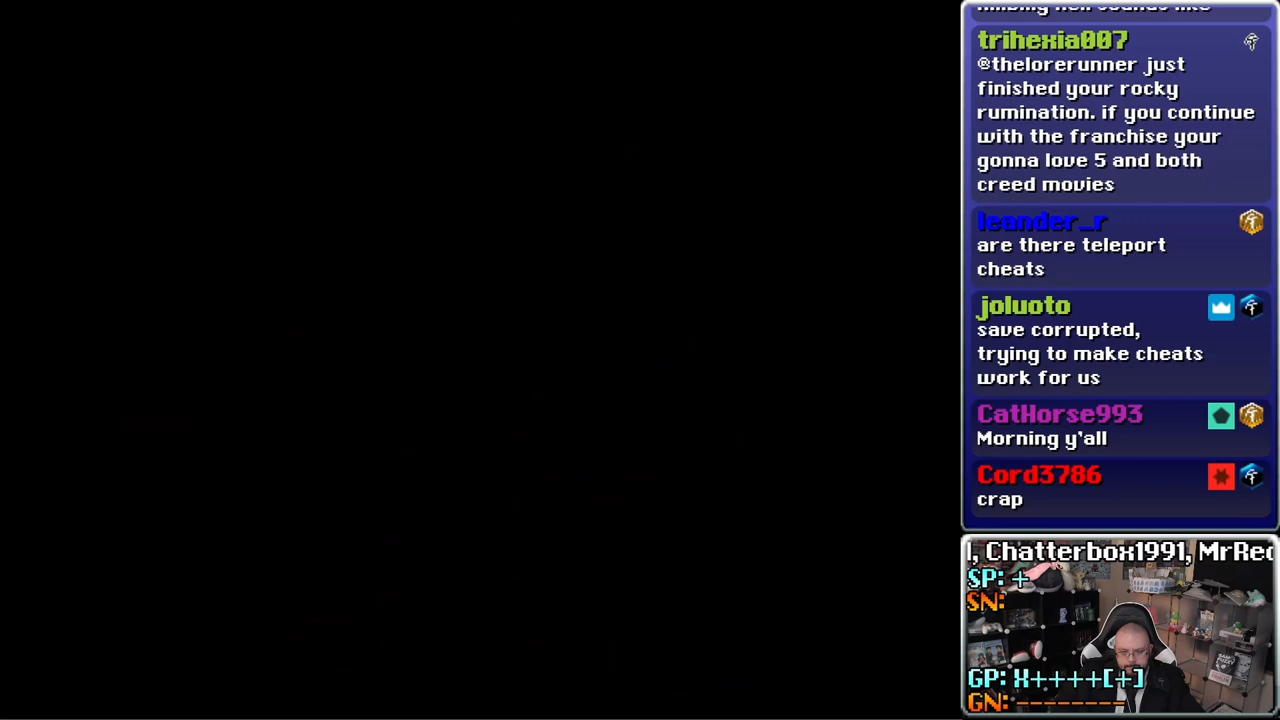 trihexia007
@thelorerunner just
finished your rocky
rumination. if you continue
with the franchise your
gonna love 5 and both
creed movies
leander_r
are there teleport
cheats
joluoto
save corrupted,
trying to make cheats
work for us
CatHorse993
Morning y'all
Cord3786
crap
l, Chatterbox1991, MrRec
SP: +
SN:
GP: X++++[+]
GN: --------